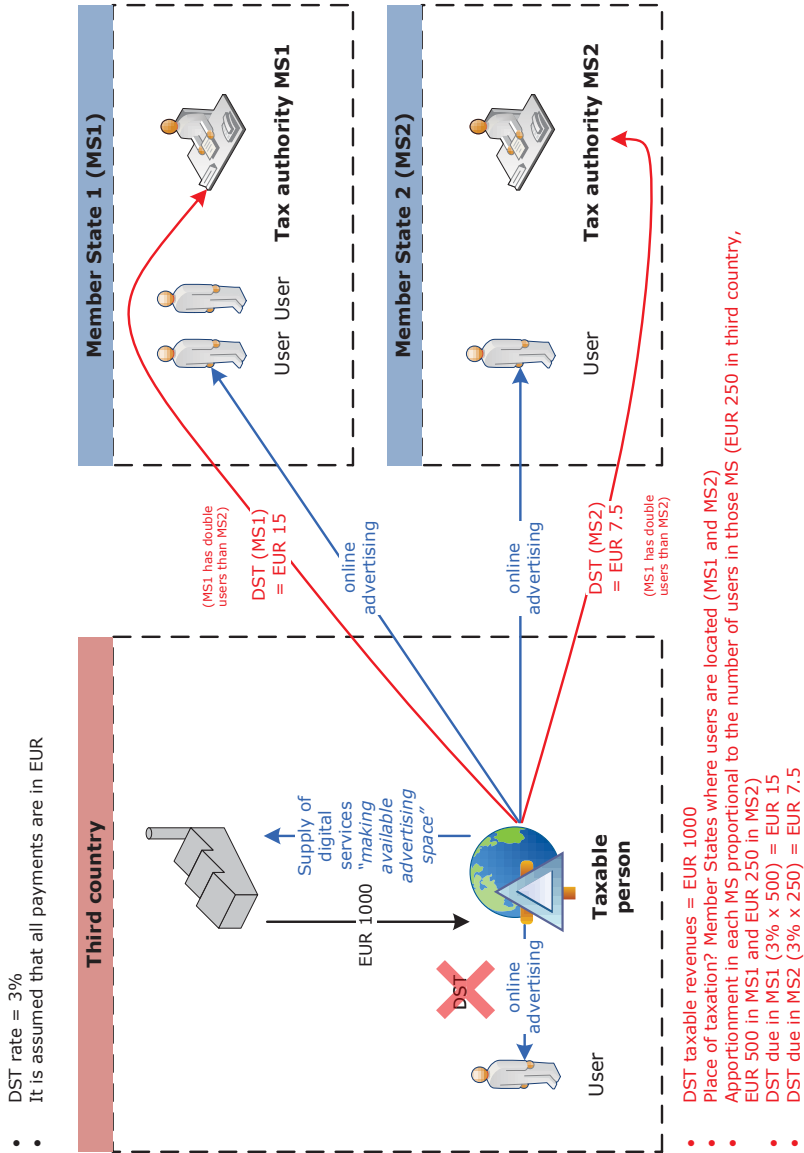 • DST rate = 3%
• It is assumed that all payments are in EUR
Third country
EUR 1000
Supply of
digital
services
"making
available
advertising
space"
DST
online
advertising
User
Taxable
person
(MS1 has double
users than MS2)
DST (MS1)
= EUR 15
online
advertising
online
advertising
DST (MS2)
= EUR 7.5
(MS1 has double
users than MS2)
Member State 1 (MS1)
User User
Tax authority MS1
Member State 2 (MS2)
User
Tax authority MS2
• DST taxable revenues = EUR 1000
• Place of taxation? Member States where users are located (MS1 and MS2)
• Apportionment in each MS proportional to the number of users in those MS (EUR 250 in third country,
EUR 500 in MS1 and EUR 250 in MS2)
• DST due in MS1 (3% x 500) = EUR 15
• DST due in MS2 (3% x 250) = EUR 7.5